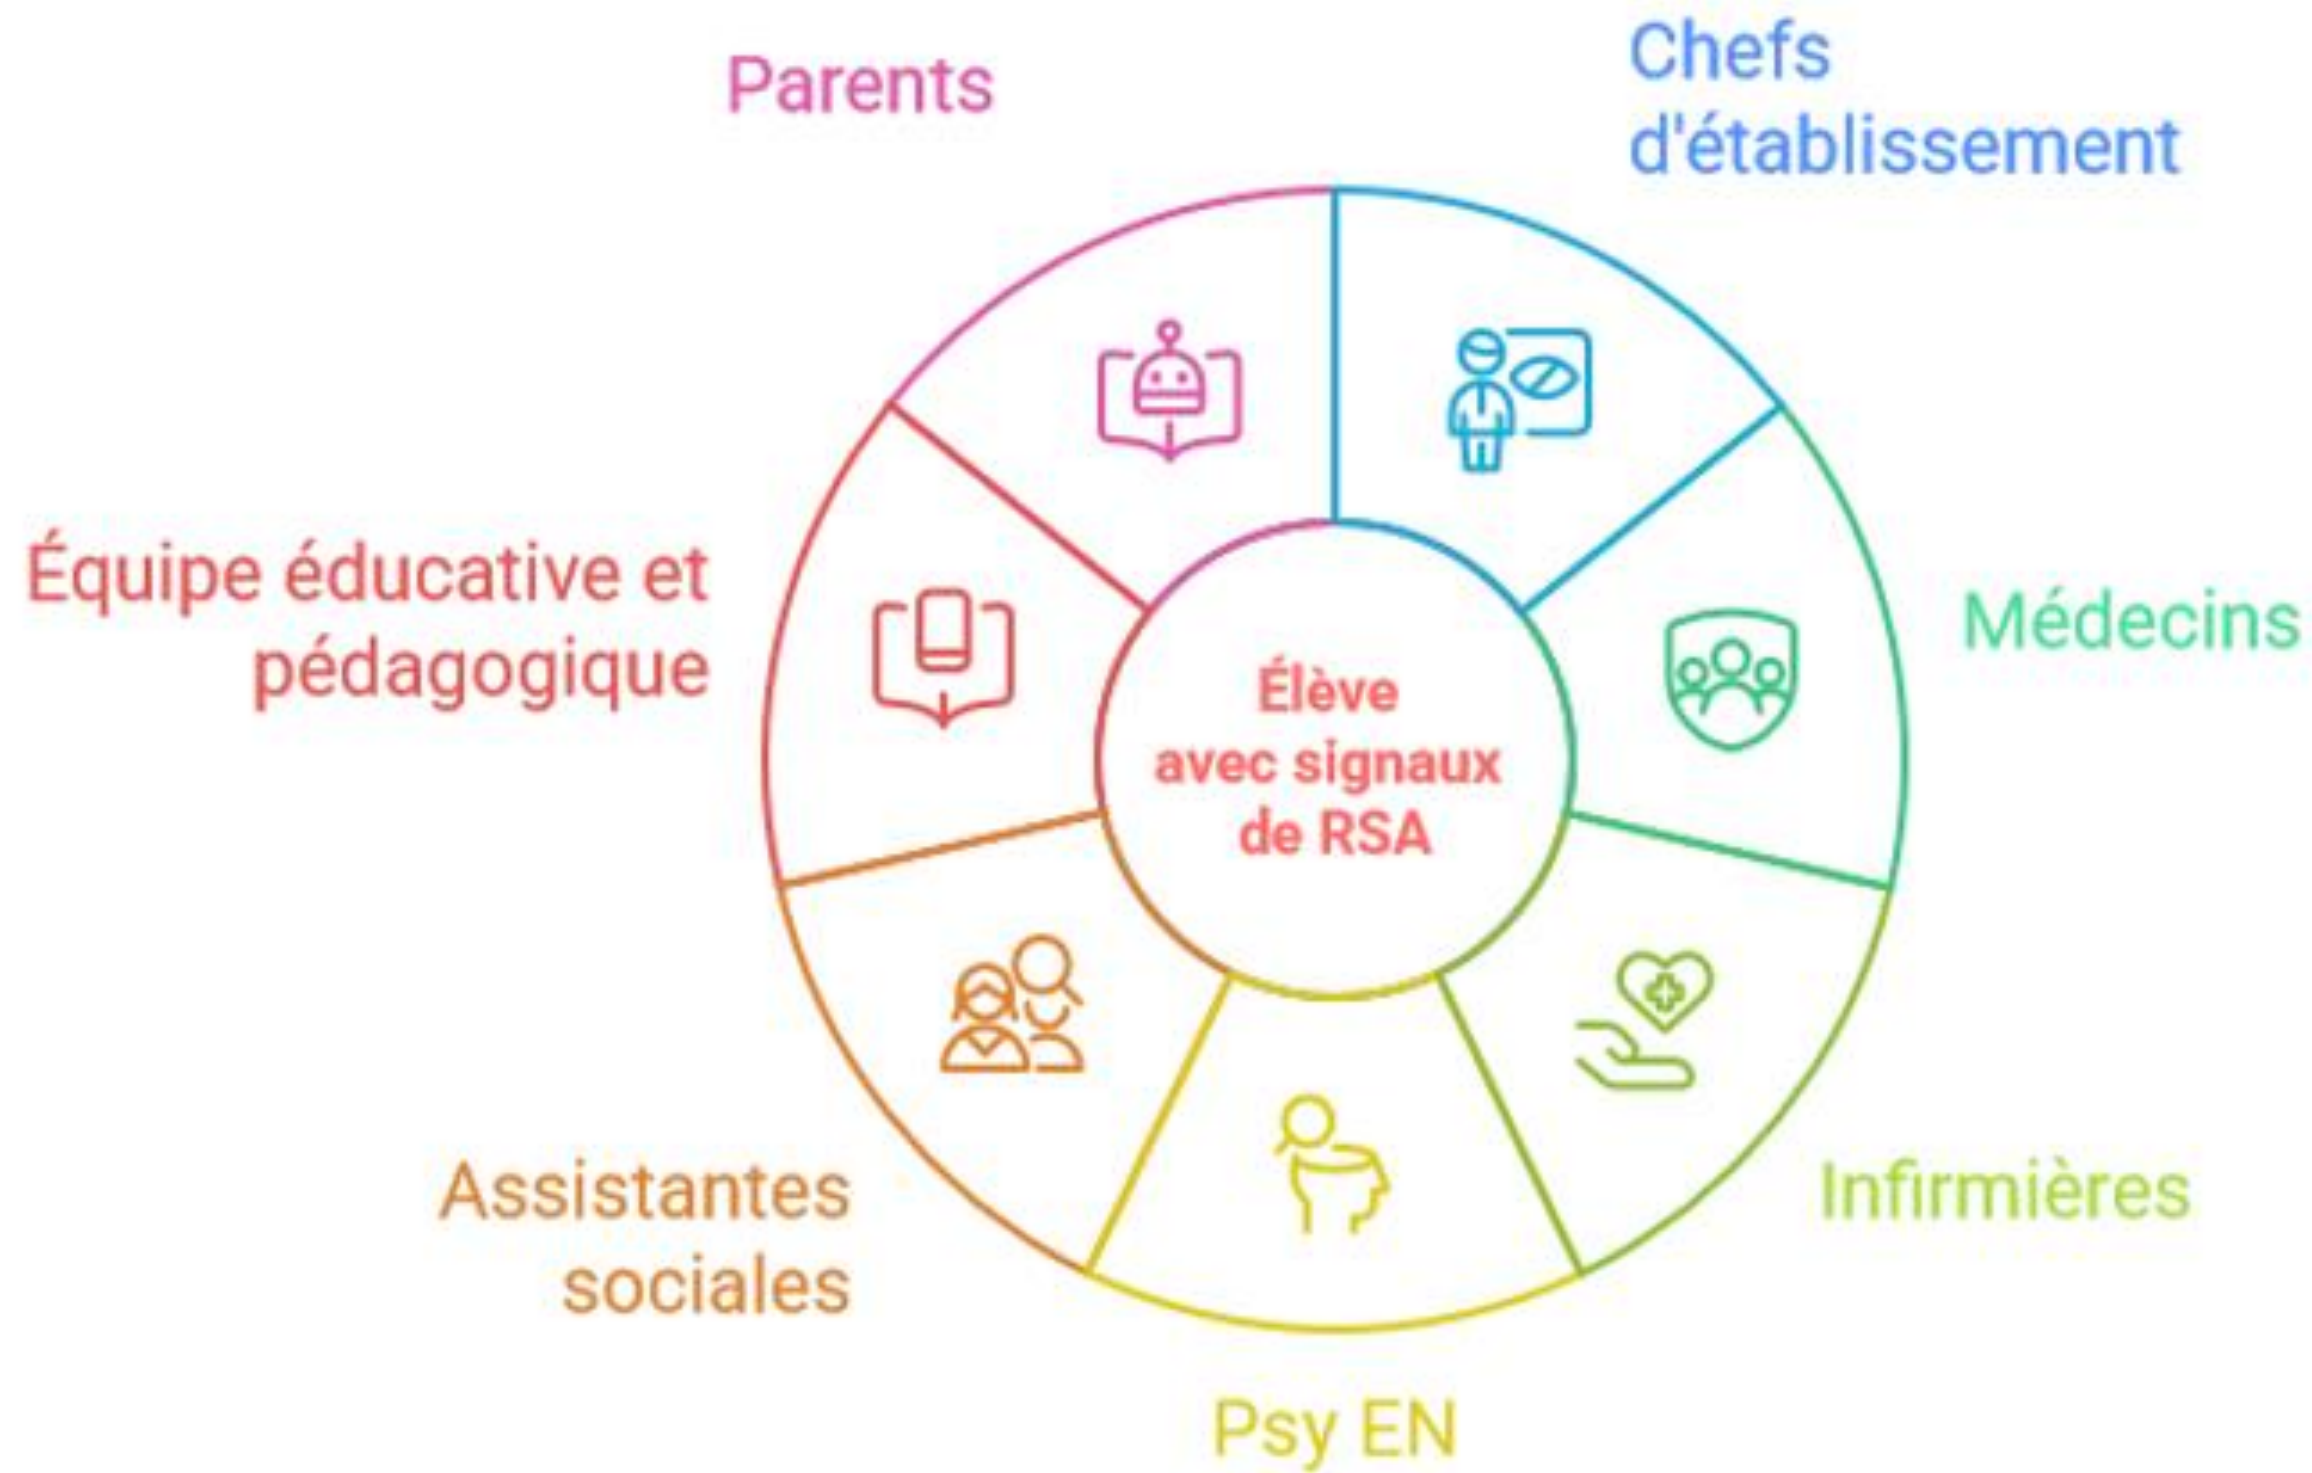 Parents
Chefs
d'établissement
Équipe éducative et
pédagogique
Médecins
Élève
avec signaux
de RSA
Assistantes
sociales
Infirmières
Psy EN